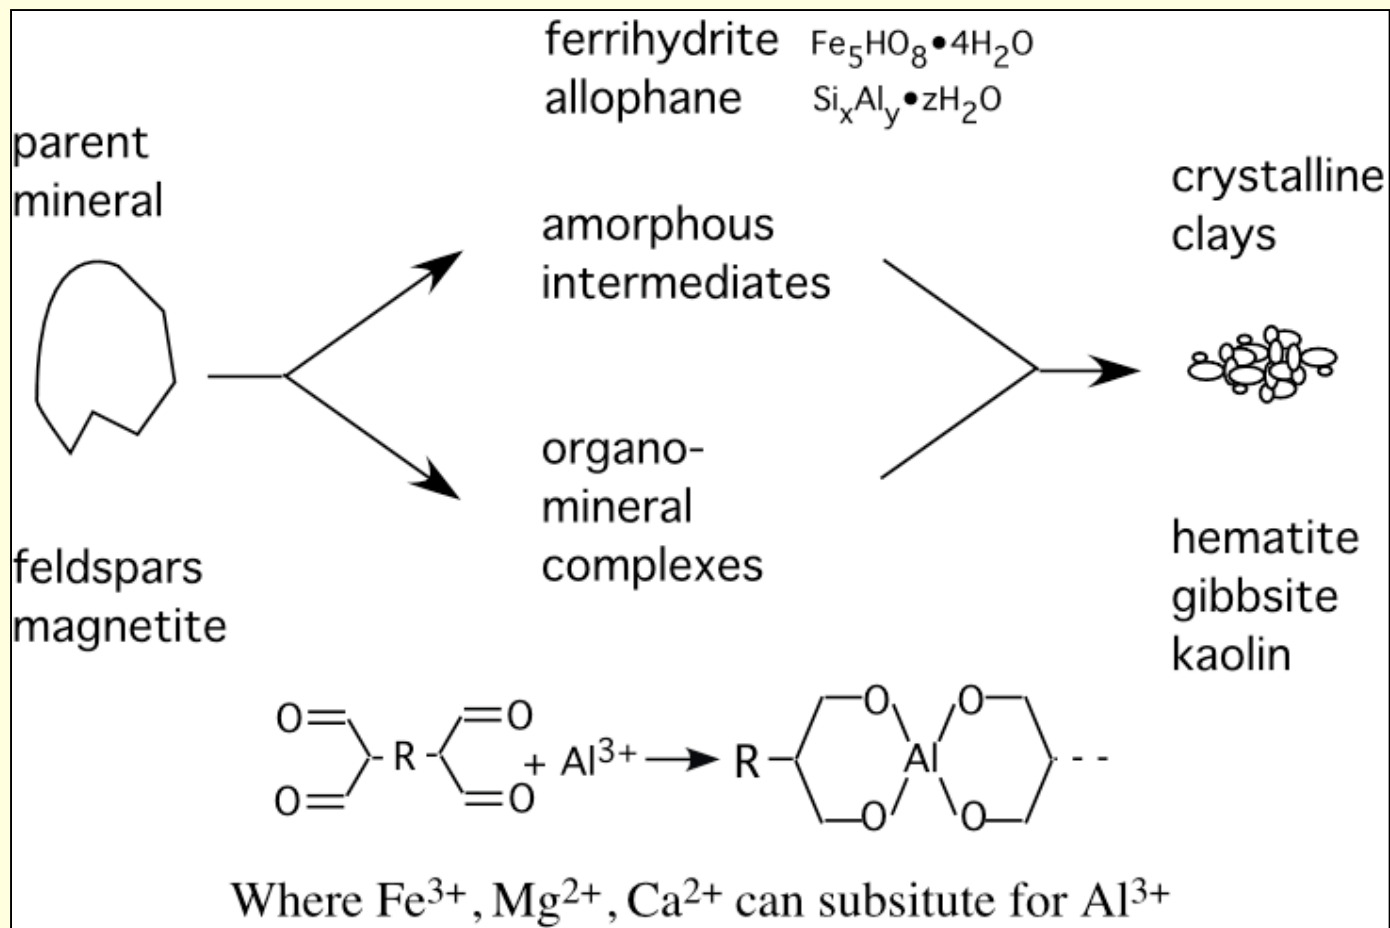 ferrihydrite Fe₅HO₈•4H₂O
allophane SiₓAlᵧ•zH₂O
parent
mineral
crystalline
clays
amorphous
intermediates
organo-
mineral
complexes
feldspars
magnetite
hematite
gibbsite
kaolin
O O O O
R + Al³⁺ R Al
O O O O
Where Fe³⁺, Mg²⁺, Ca²⁺ can subsitute for Al³⁺